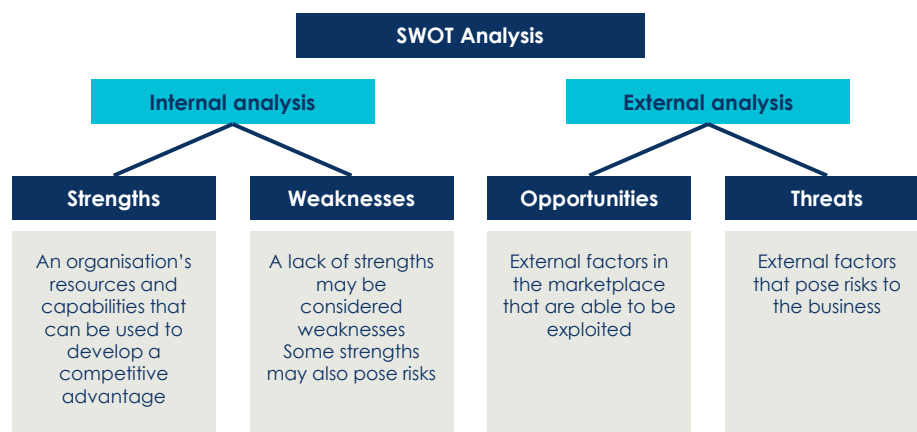 SWOT Analysis
Internal analysis
External analysis
Strengths
Weaknesses
Opportunities
Threats
An organisation’s
resources and
capabilities that
can be used to
develop a
competitive
advantage
A lack of strengths
may be
considered
weaknesses
Some strengths
may also pose risks
External factors in
the marketplace
that are able to be
exploited
External factors
that pose risks to
the business